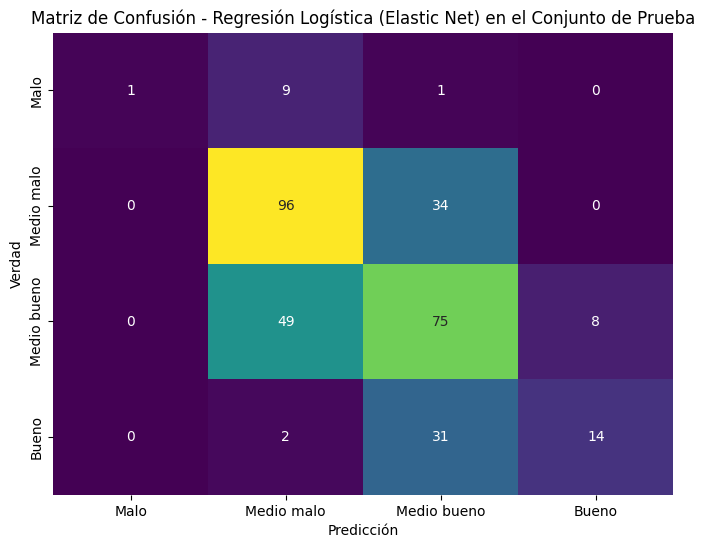 Matriz de Confusión - Regresión Logística (Elastic Net) en el Conjunto de Prueba
Verdad
Malo
1 9 1 0
Medio malo
0 96 34 0
Medio bueno
0 49 75 8
Bueno
0 2 31 14
Malo Medio malo Medio bueno Bueno
Predicción